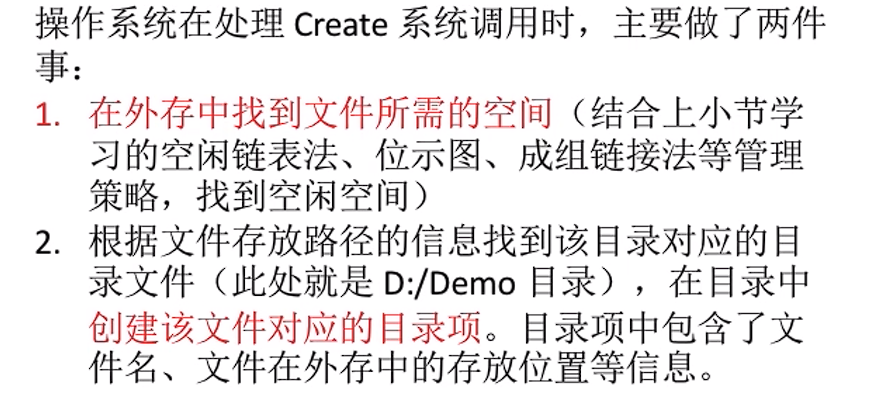 操作系统在处理 Create 系统调用时，主要做了两件
事：
1. 在外存中找到文件所需的空间（结合上小节学
习的空闲链表法、位示图、成组链接法等管理
策略，找到空闲空间）
2. 根据文件存放路径的信息找到该目录对应的目
录文件（此处就是 D:/Demo 目录），在目录中
创建该文件对应的目录项。目录项中包含了文
件名、文件在外存中的存放位置等信息。